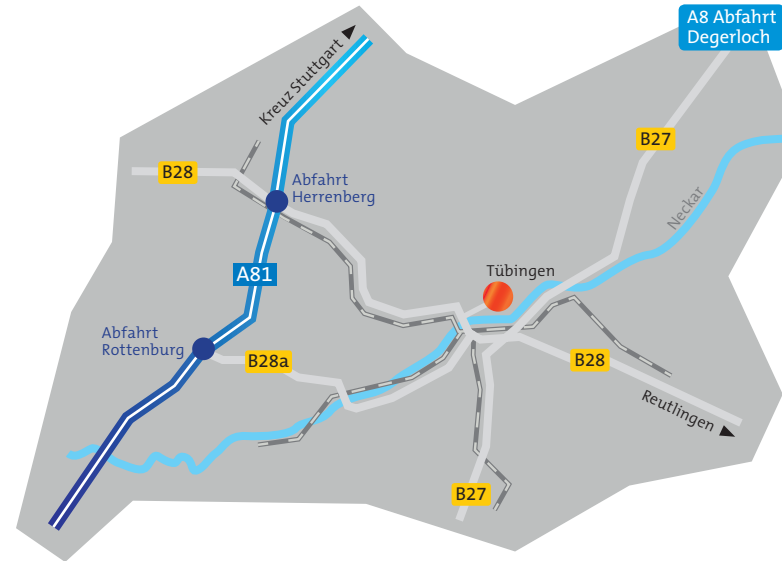 A8 Abfahrt
Degerloch
Kreuz Stuttgart
B27
B28
Abfahrt
Herrenberg
Neckar
A81
Tübingen
Abfahrt
Rottenburg
B28a
B28
Reutlingen
B27